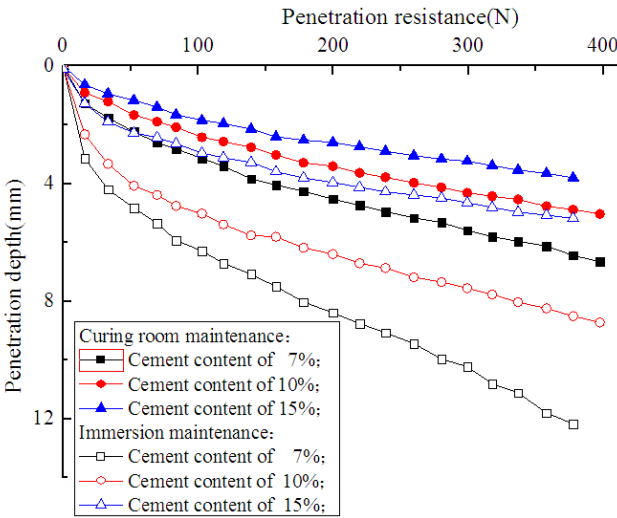 Penetration resistance(N)
0 100 200 300 400
0
4
8
12
Penetration depth(mm)
Curing room maintenance:
Cement content of 7%;
Cement content of 10%;
Cement content of 15%;
Immersion maintenance:
Cement content of 7%;
Cement content of 10%;
Cement content of 15%;